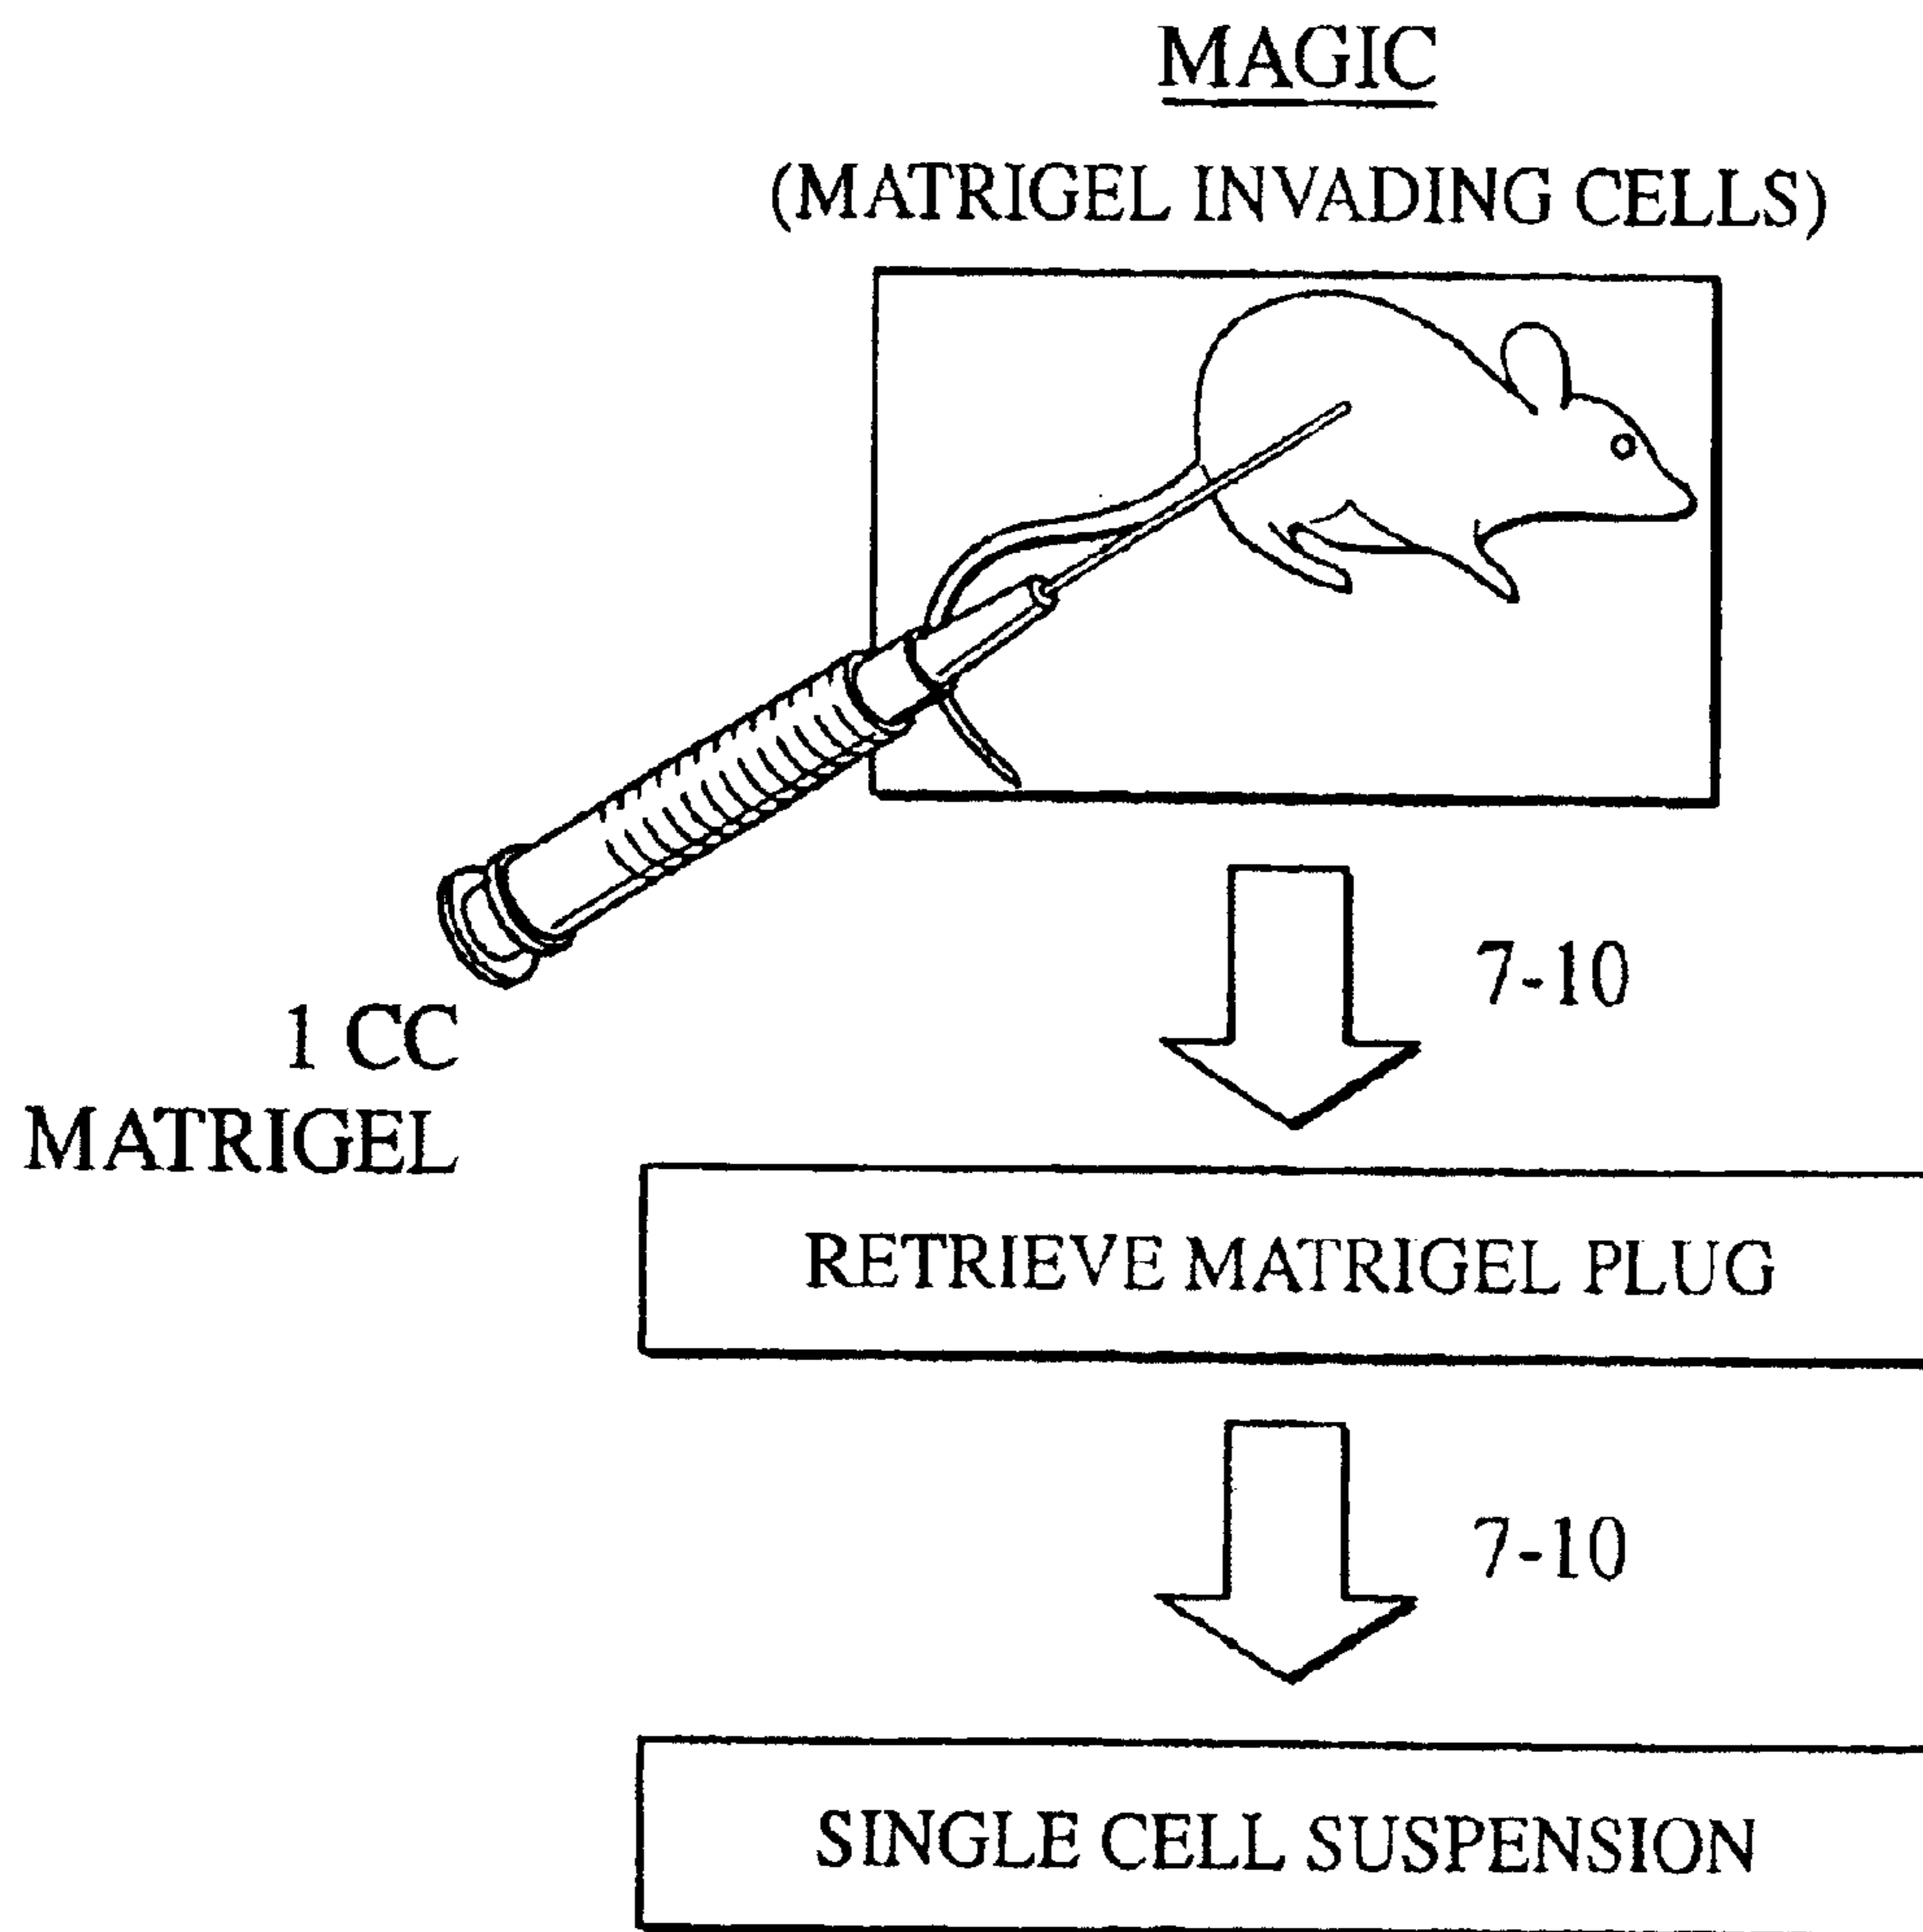 MAGIC
(MATRIGEL INVADING CELLS)
1 CC
MATRIGEL
7-10
RETRIEVE MATRIGEL PLUG
7-10
SINGLE CELL SUSPENSION